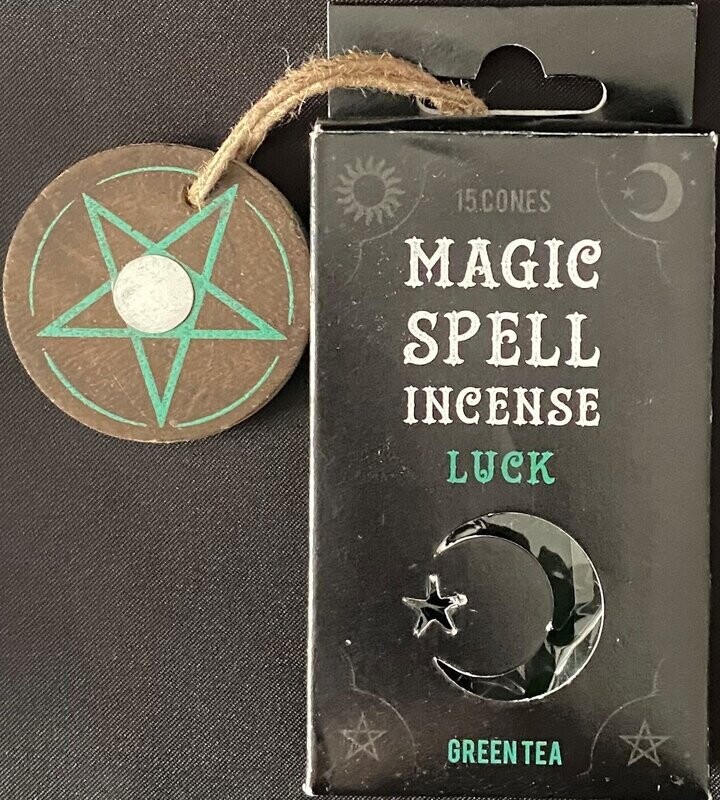 15 CONES
MAGIC
SPELL
INCENSE
LUCK
GREEN TEA